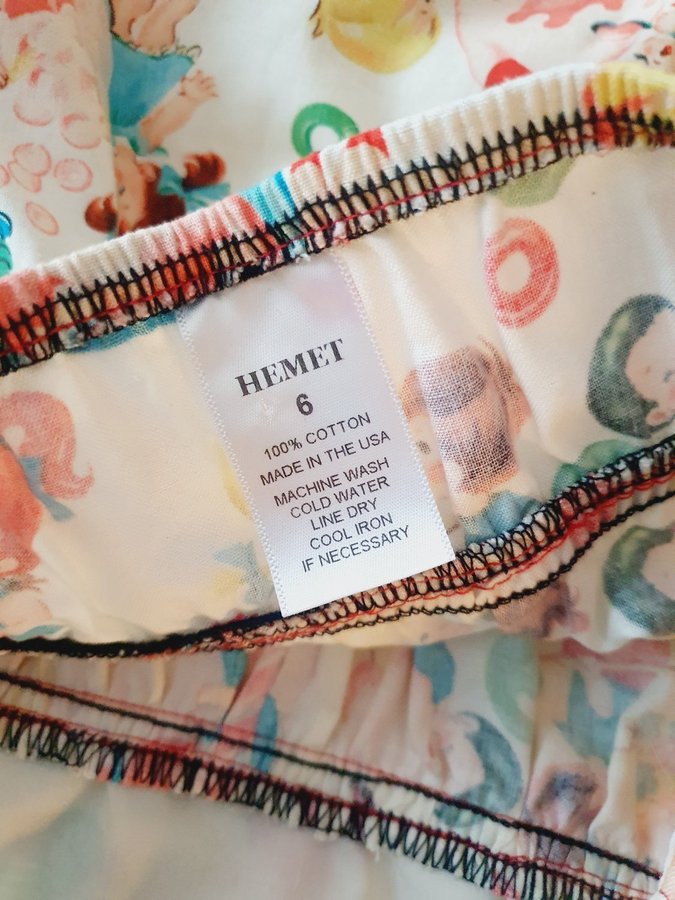 HEMET
6
100% COTTON
MADE IN THE USA
MACHINE WASH
COLD WATER
LINE DRY
COOL IRON
IF NECESSARY